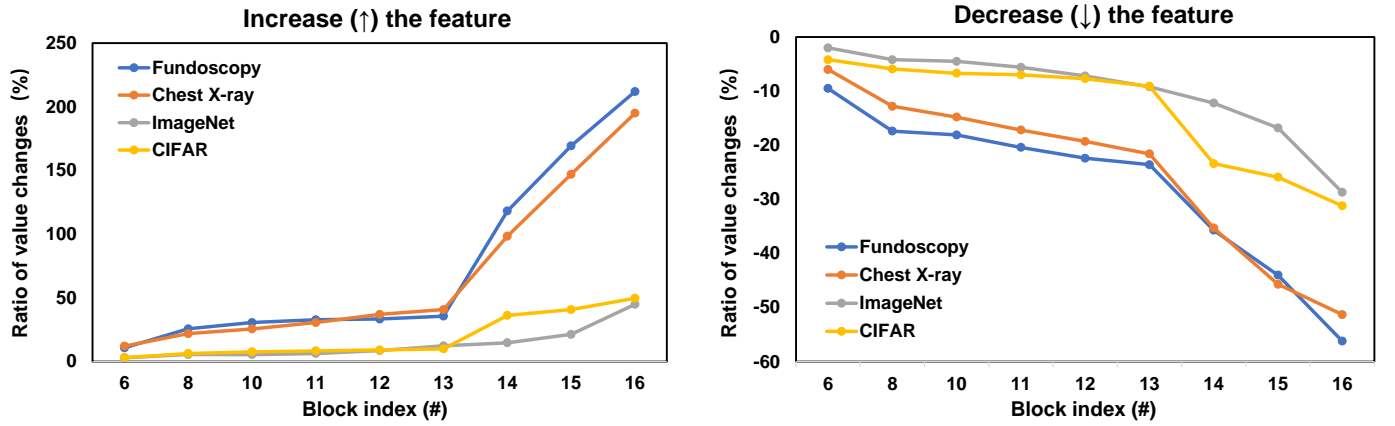 Increase (↑) the feature
250
200
150
100
50
0
Ratio of value changes (%)
Fundoscopy
Chest X-ray
ImageNet
CIFAR
6 8 10 11 12 13 14 15 16
Block index (#)
Decrease (↓) the feature
0
-10
-20
-30
-40
-50
-60
Ratio of value changes (%)
Fundoscopy
Chest X-ray
ImageNet
CIFAR
6 8 10 11 12 13 14 15 16
Block index (#)